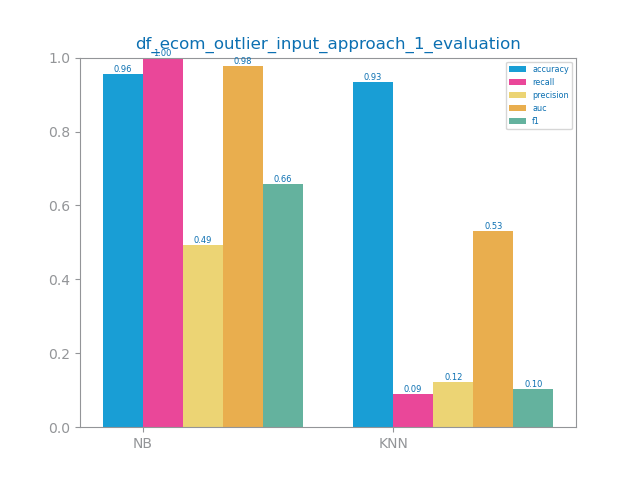 df_ecom_outlier_input_approach_1_evaluation
1.0
0.8
0.6
0.4
0.2
0.0
0.96
1.00
0.49
0.98
0.66
0.93
0.09
0.12
0.53
0.10
accuracy
recall
precision
auc
f1
NB
KNN